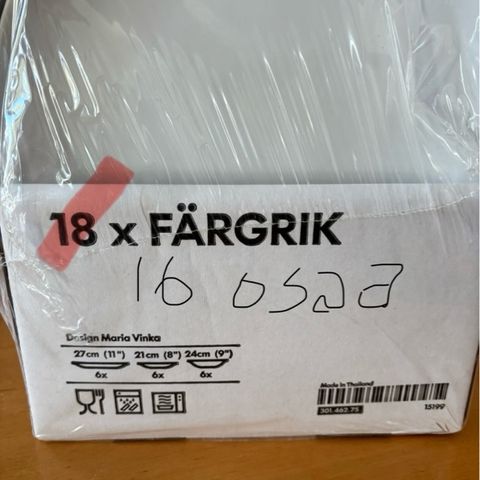 18 x FÄRGRIK
16 osaa
Design Maria Vinka
27cm (11") 21cm (8") 24cm (9")
6x 6x 6x
Made in Thailand
301.462.75 15199